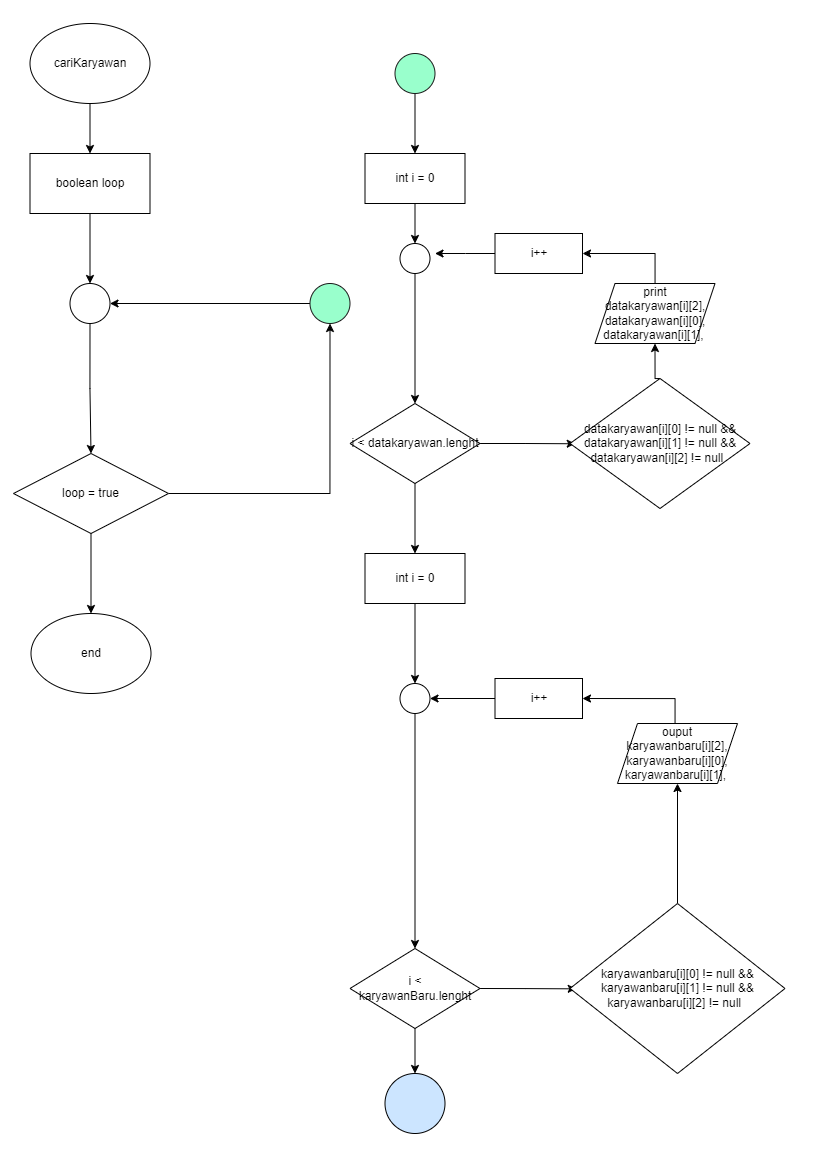 cariKaryawan
boolean loop
loop = true
end
int i = 0
i++
print
datakaryawan[i][2],
datakaryawan[i][0],
datakaryawan[i][1],
i < datakaryawan.lenght
datakaryawan[i][0] != null &&
datakaryawan[i][1] != null &&
datakaryawan[i][2] != null
int i = 0
i++
ouput
karyawanbaru[i][2],
karyawanbaru[i][0],
karyawanbaru[i][1],
i <
karyawanBaru.lenght
karyawanbaru[i][0] != null &&
karyawanbaru[i][1] != null &&
karyawanbaru[i][2] != null